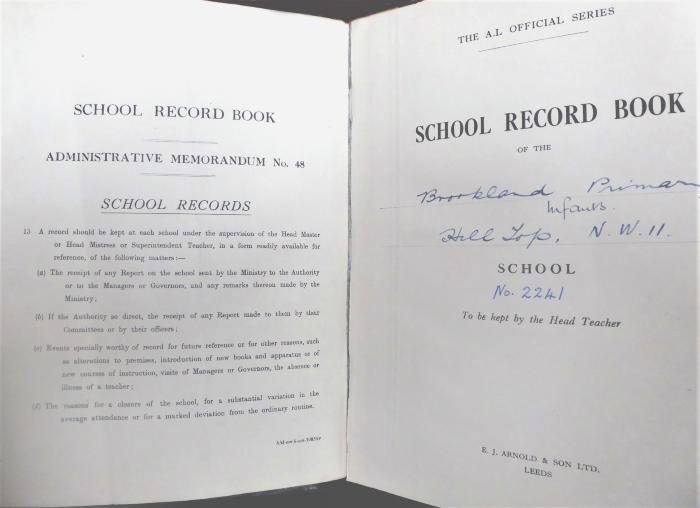 SCHOOL RECORD BOOK
ADMINISTRATIVE MEMORANDUM No. 48
SCHOOL RECORDS
13 A record should be kept at each school under the supervision of the Head Master
or Head Mistress or Superintendent Teacher, in a form readily available for
reference, of the following matters:—
(a) The receipt of any Report on the school sent by the Ministry to the Authority
or to the Managers or Governors, and any remarks thereon made by the
Ministry;
(b) If the Authority so direct, the receipt of any Report made to them by their
Committees or by their officers;
(c) Events specially worthy of record for future reference or for other reasons, such
as alterations to premises, introduction of new books and apparatus or of
new courses of instruction, visits of Managers or Governors, the absence or
illness of a teacher;
(d) The reasons for a closure of the school, for a substantial variation in the
average attendance or for a marked deviation from the ordinary routine.
THE A.L OFFICIAL SERIES
SCHOOL RECORD BOOK
OF THE
Brookland Primary
Infants.
Hill Top, N.W.11.
SCHOOL
No. 2241
To be kept by the Head Teacher
E. J. ARNOLD & SON LTD.
LEEDS